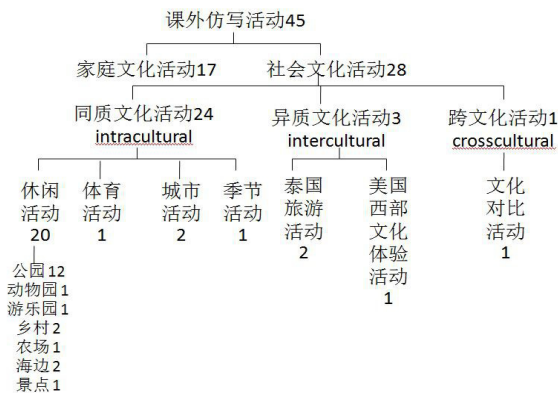 课外仿写活动45
家庭文化活动17
社会文化活动28
同质文化活动24
intracultural
异质文化活动3
intercultural
跨文化活动1
crosscultural
休闲
活动
20
体育
活动
1
城市
活动
2
季节
活动
1
泰国
旅游
活动
2
美国
西部
文化
体验
活动
1
文化
对比
活动
1
公园12
动物园1
游乐园1
乡村2
农场1
海边2
景点1